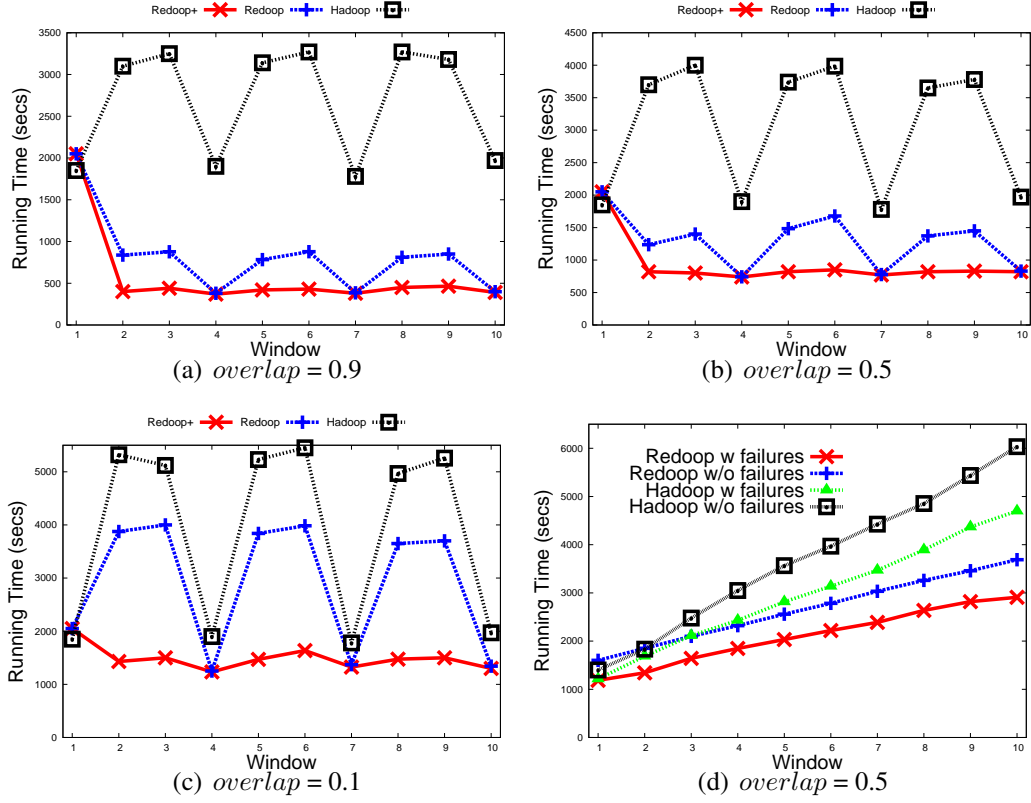 Redoop+ Redoop Hadoop
3500
3000
2500
2000
1500
1000
500
0
Running Time (secs)
1 2 3 4 5 6 7 8 9 10
Window
(a) overlap = 0.9
Redoop+ Redoop Hadoop
4500
4000
3500
3000
2500
2000
1500
1000
500
0
Running Time (secs)
1 2 3 4 5 6 7 8 9 10
Window
(b) overlap = 0.5
Redoop+ Redoop Hadoop
5000
4000
3000
2000
1000
0
Running Time (secs)
1 2 3 4 5 6 7 8 9 10
Window
(c) overlap = 0.1
Redoop w failures
Redoop w/o failures
Hadoop w failures
Hadoop w/o failures
6000
5000
4000
3000
2000
1000
0
Running Time (secs)
1 2 3 4 5 6 7 8 9 10
Window
(d) overlap = 0.5